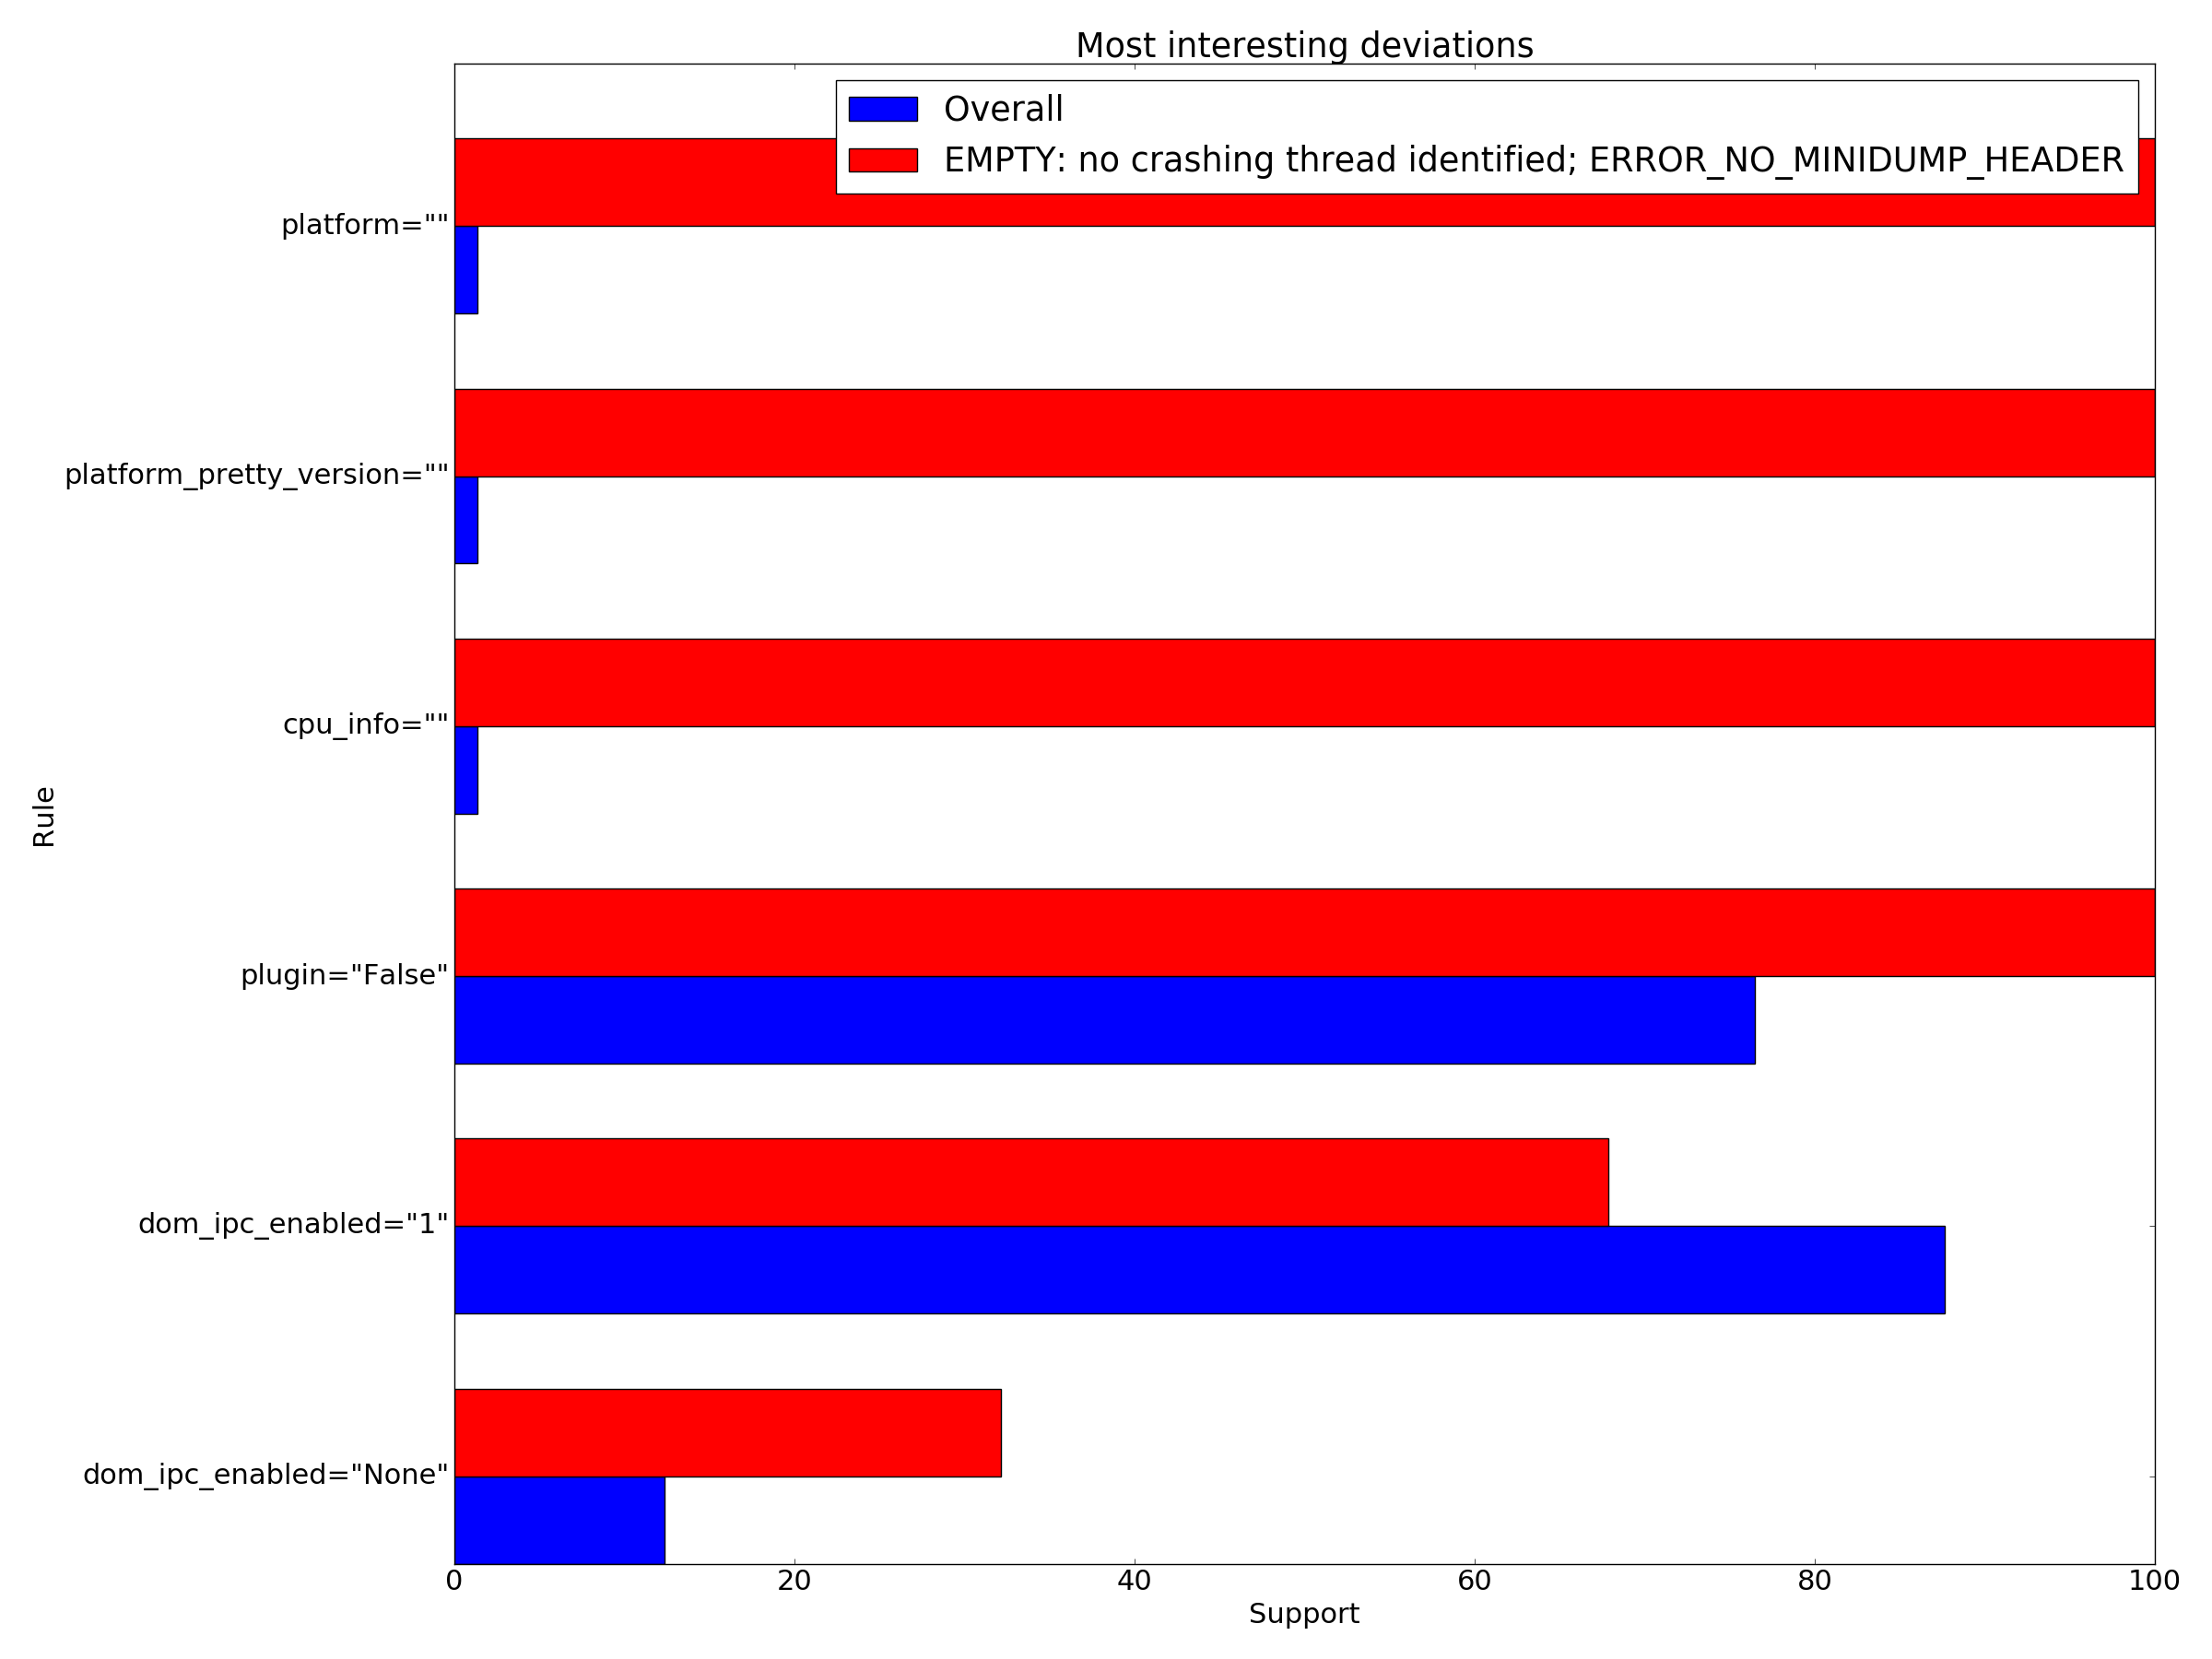 Most interesting deviations
Overall
EMPTY: no crashing thread identified; ERROR_NO_MINIDUMP_HEADER
platform=""
platform_pretty_version=""
cpu_info=""
Rule
plugin="False"
dom_ipc_enabled="1"
dom_ipc_enabled="None"
0 20 40 60 80 100
Support